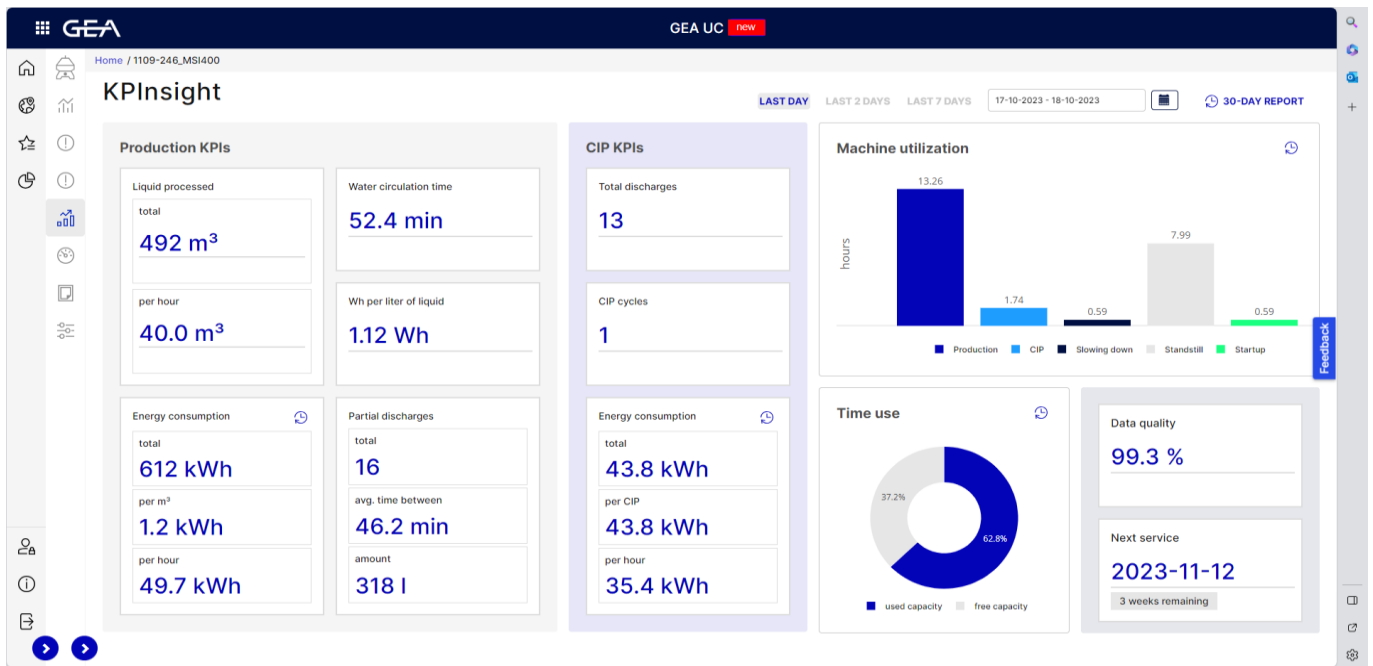 GEA
GEA UC new
Home / 1109-246_MSI400
KPInsight
LAST DAY LAST 2 DAYS LAST 7 DAYS 17-10-2023 - 18-10-2023 30-DAY REPORT
Production KPIs
Liquid processed
total
492 m³
per hour
40.0 m³
Water circulation time
52.4 min
Wh per liter of liquid
1.12 Wh
Energy consumption
total
612 kWh
per m³
1.2 kWh
per hour
49.7 kWh
Partial discharges
total
16
avg. time between
46.2 min
amount
318 l
CIP KPIs
Total discharges
13
CIP cycles
1
Energy consumption
total
43.8 kWh
per CIP
43.8 kWh
per hour
35.4 kWh
Machine utilization
hours
13.26
1.74
0.59
7.99
0.59
Production CIP Slowing down Standstill Startup
Time use
37.2%
62.8%
used capacity free capacity
Data quality
99.3 %
Next service
2023-11-12
3 weeks remaining
Feedback